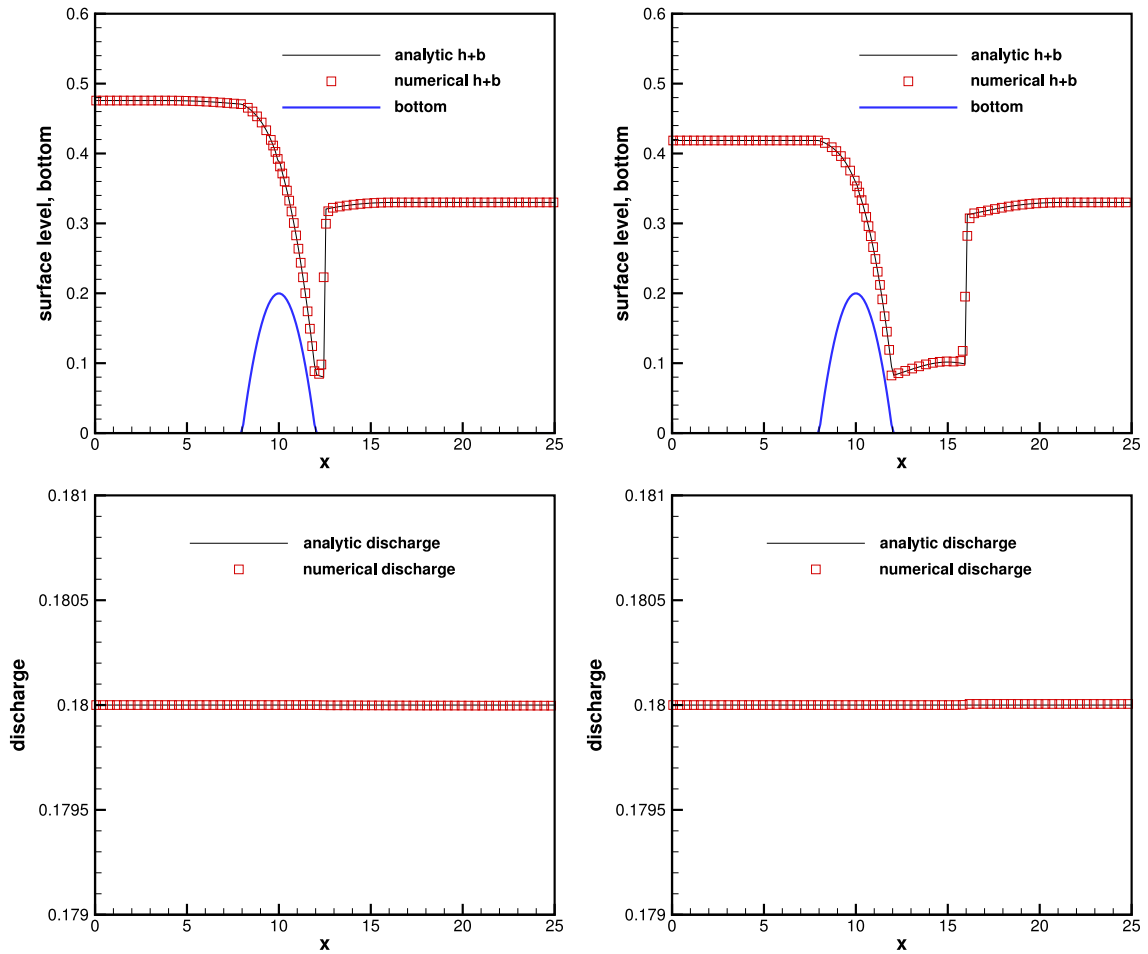 0.6
0.5
0.4
0.3
0.2
0.1
0
surface level, bottom
analytic h+b
numerical h+b
bottom
0 5 10 15 20 25
x
0.6
0.5
0.4
0.3
0.2
0.1
0
surface level, bottom
analytic h+b
numerical h+b
bottom
0 5 10 15 20 25
x
0.181
0.1805
0.18
0.1795
0.179
discharge
analytic discharge
numerical discharge
0 5 10 15 20 25
x
0.181
0.1805
0.18
0.1795
0.179
discharge
analytic discharge
numerical discharge
0 5 10 15 20 25
x